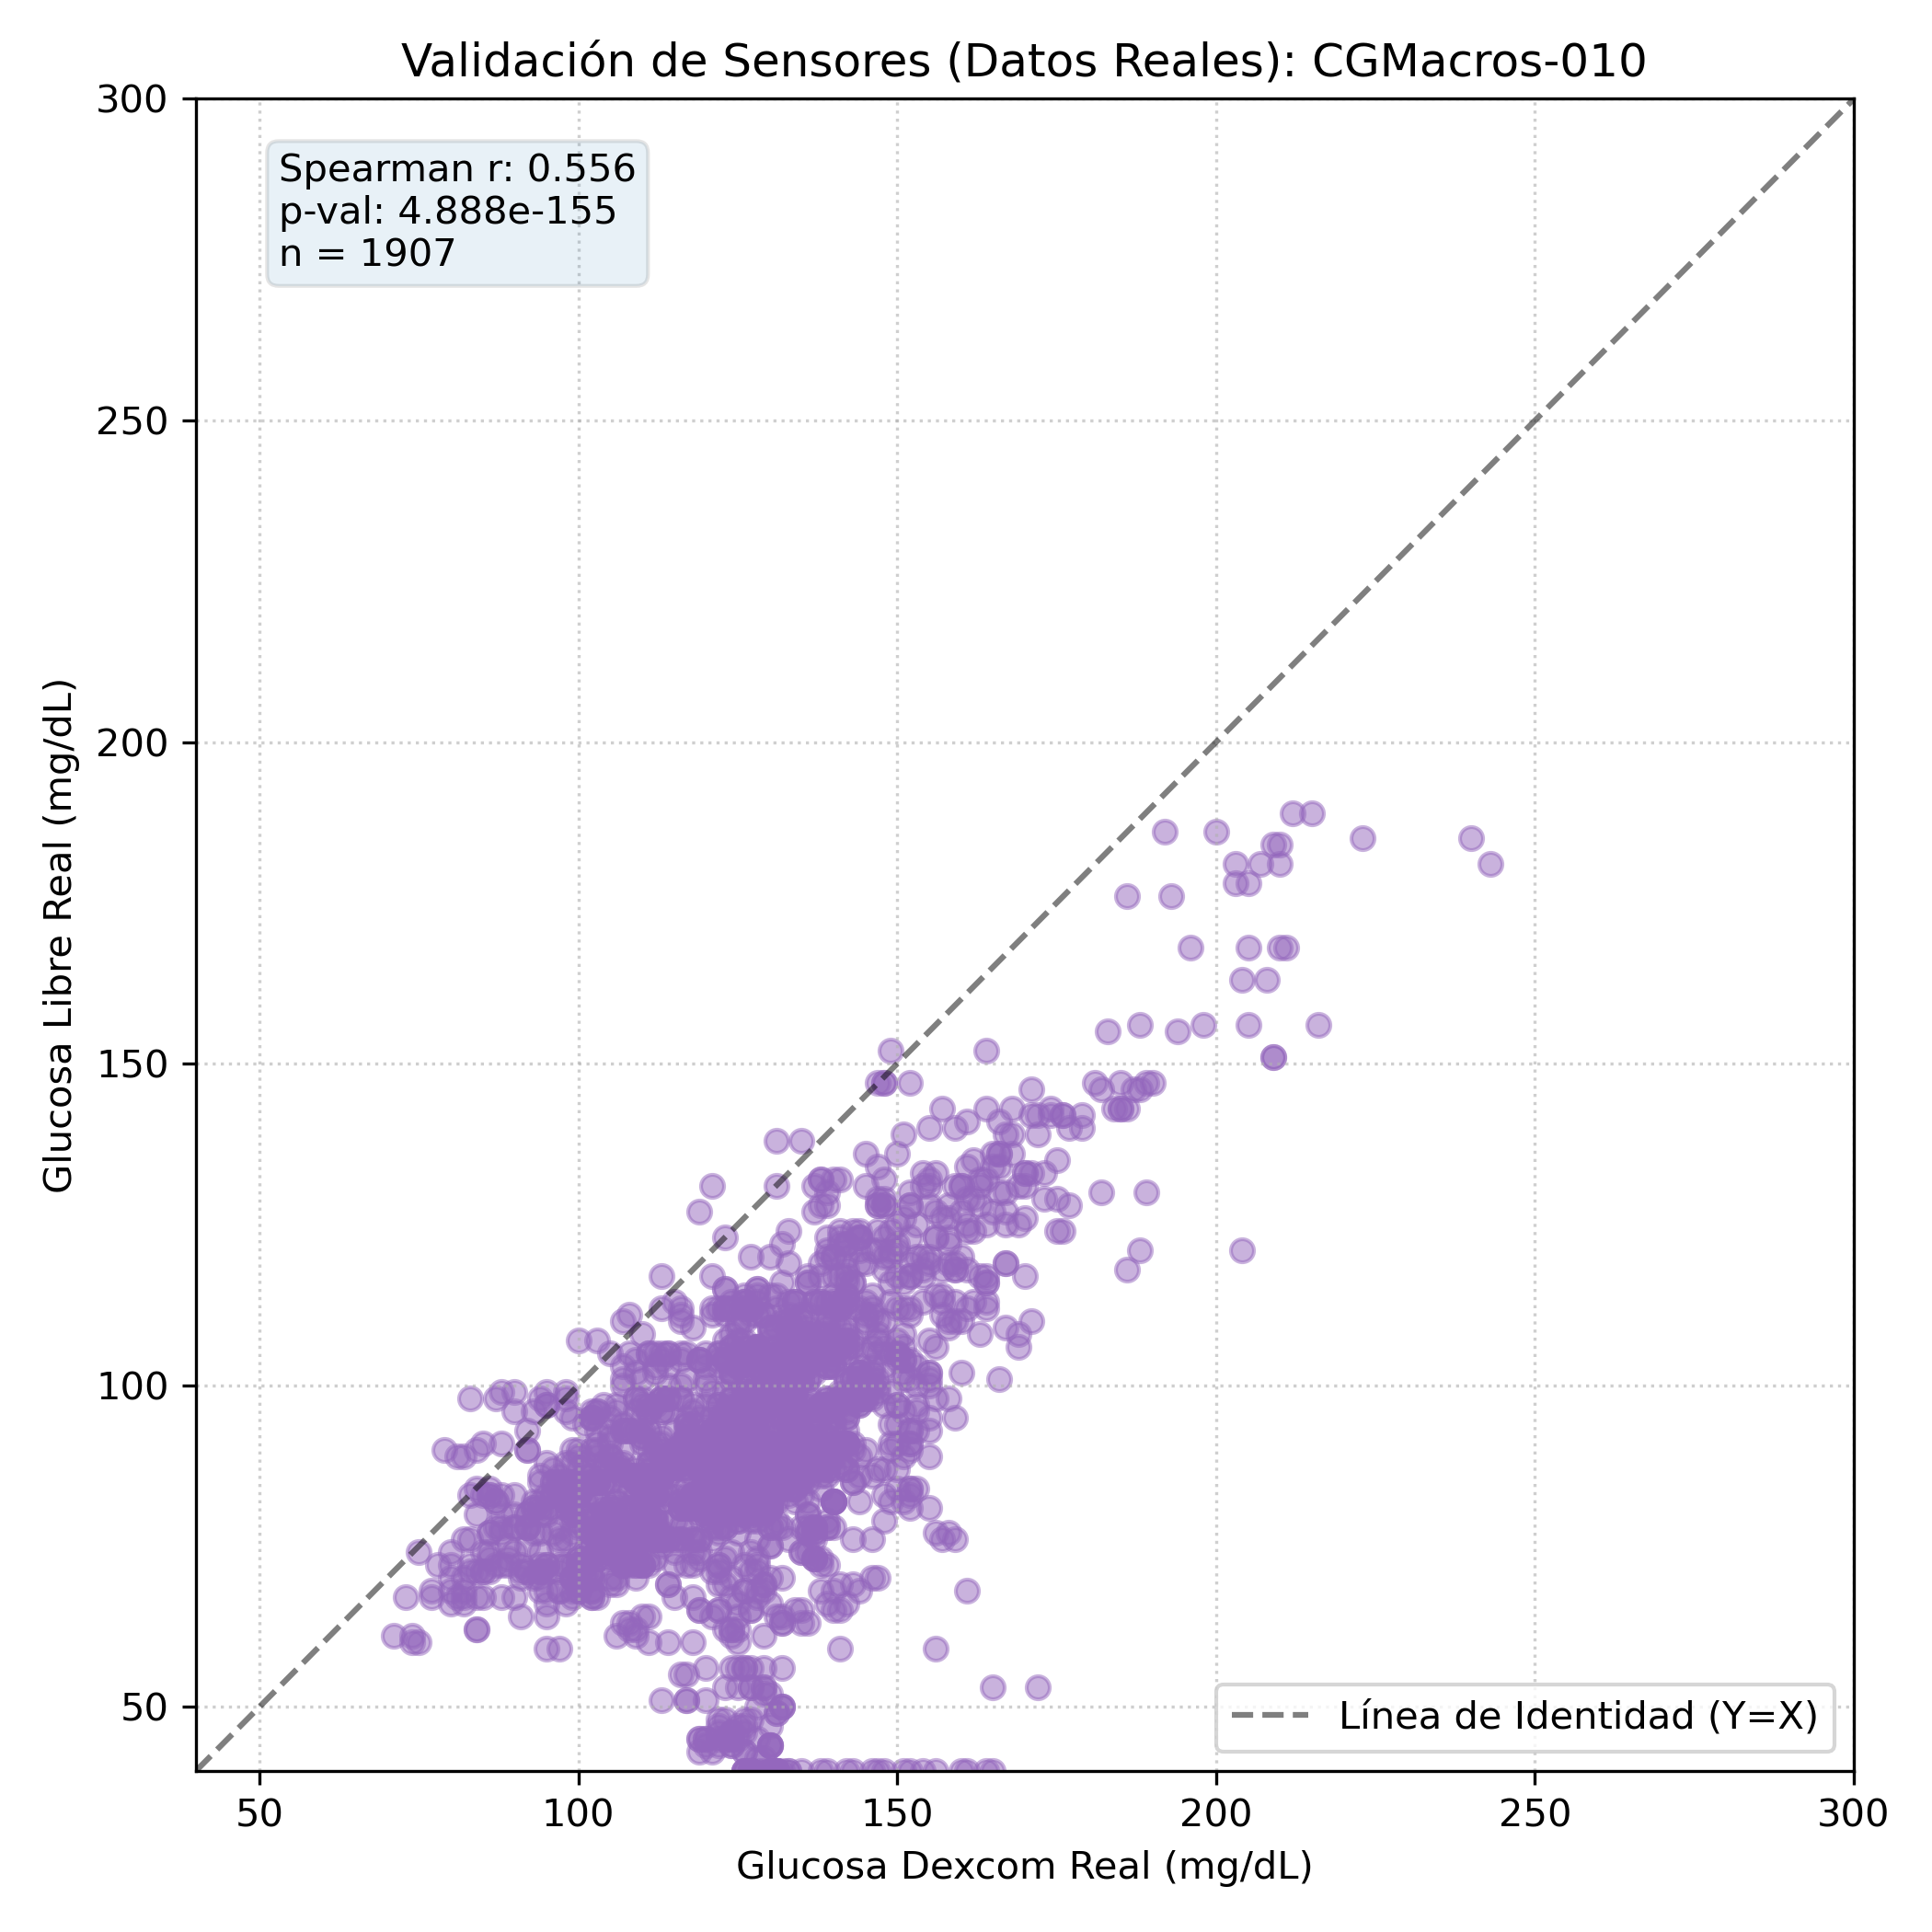 Validación de Sensores (Datos Reales): CGMacros-010
300
250
200
150
100
50
Glucosa Libre Real (mg/dL)
Spearman r: 0.556
p-val: 4.888e-155
n = 1907
Línea de Identidad (Y=X)
50
100
150
200
250
300
Glucosa Dexcom Real (mg/dL)